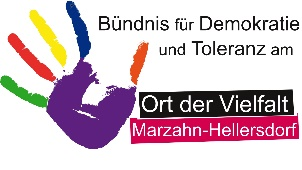 Bündnis für Demokratie
und Toleranz am
Ort der Vielfalt
Marzahn-Hellersdorf